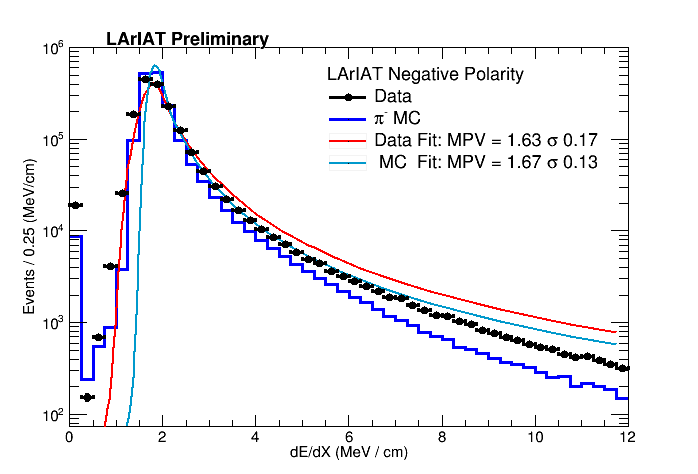 LArIAT Preliminary
LArIAT Negative Polarity
Data
π⁻ MC
Data Fit: MPV = 1.63 σ 0.17
MC Fit: MPV = 1.67 σ 0.13
Events / 0.25 (MeV/cm)
10⁶
10⁵
10⁴
10³
10²
0 2 4 6 8 10 12
dE/dX (MeV / cm)